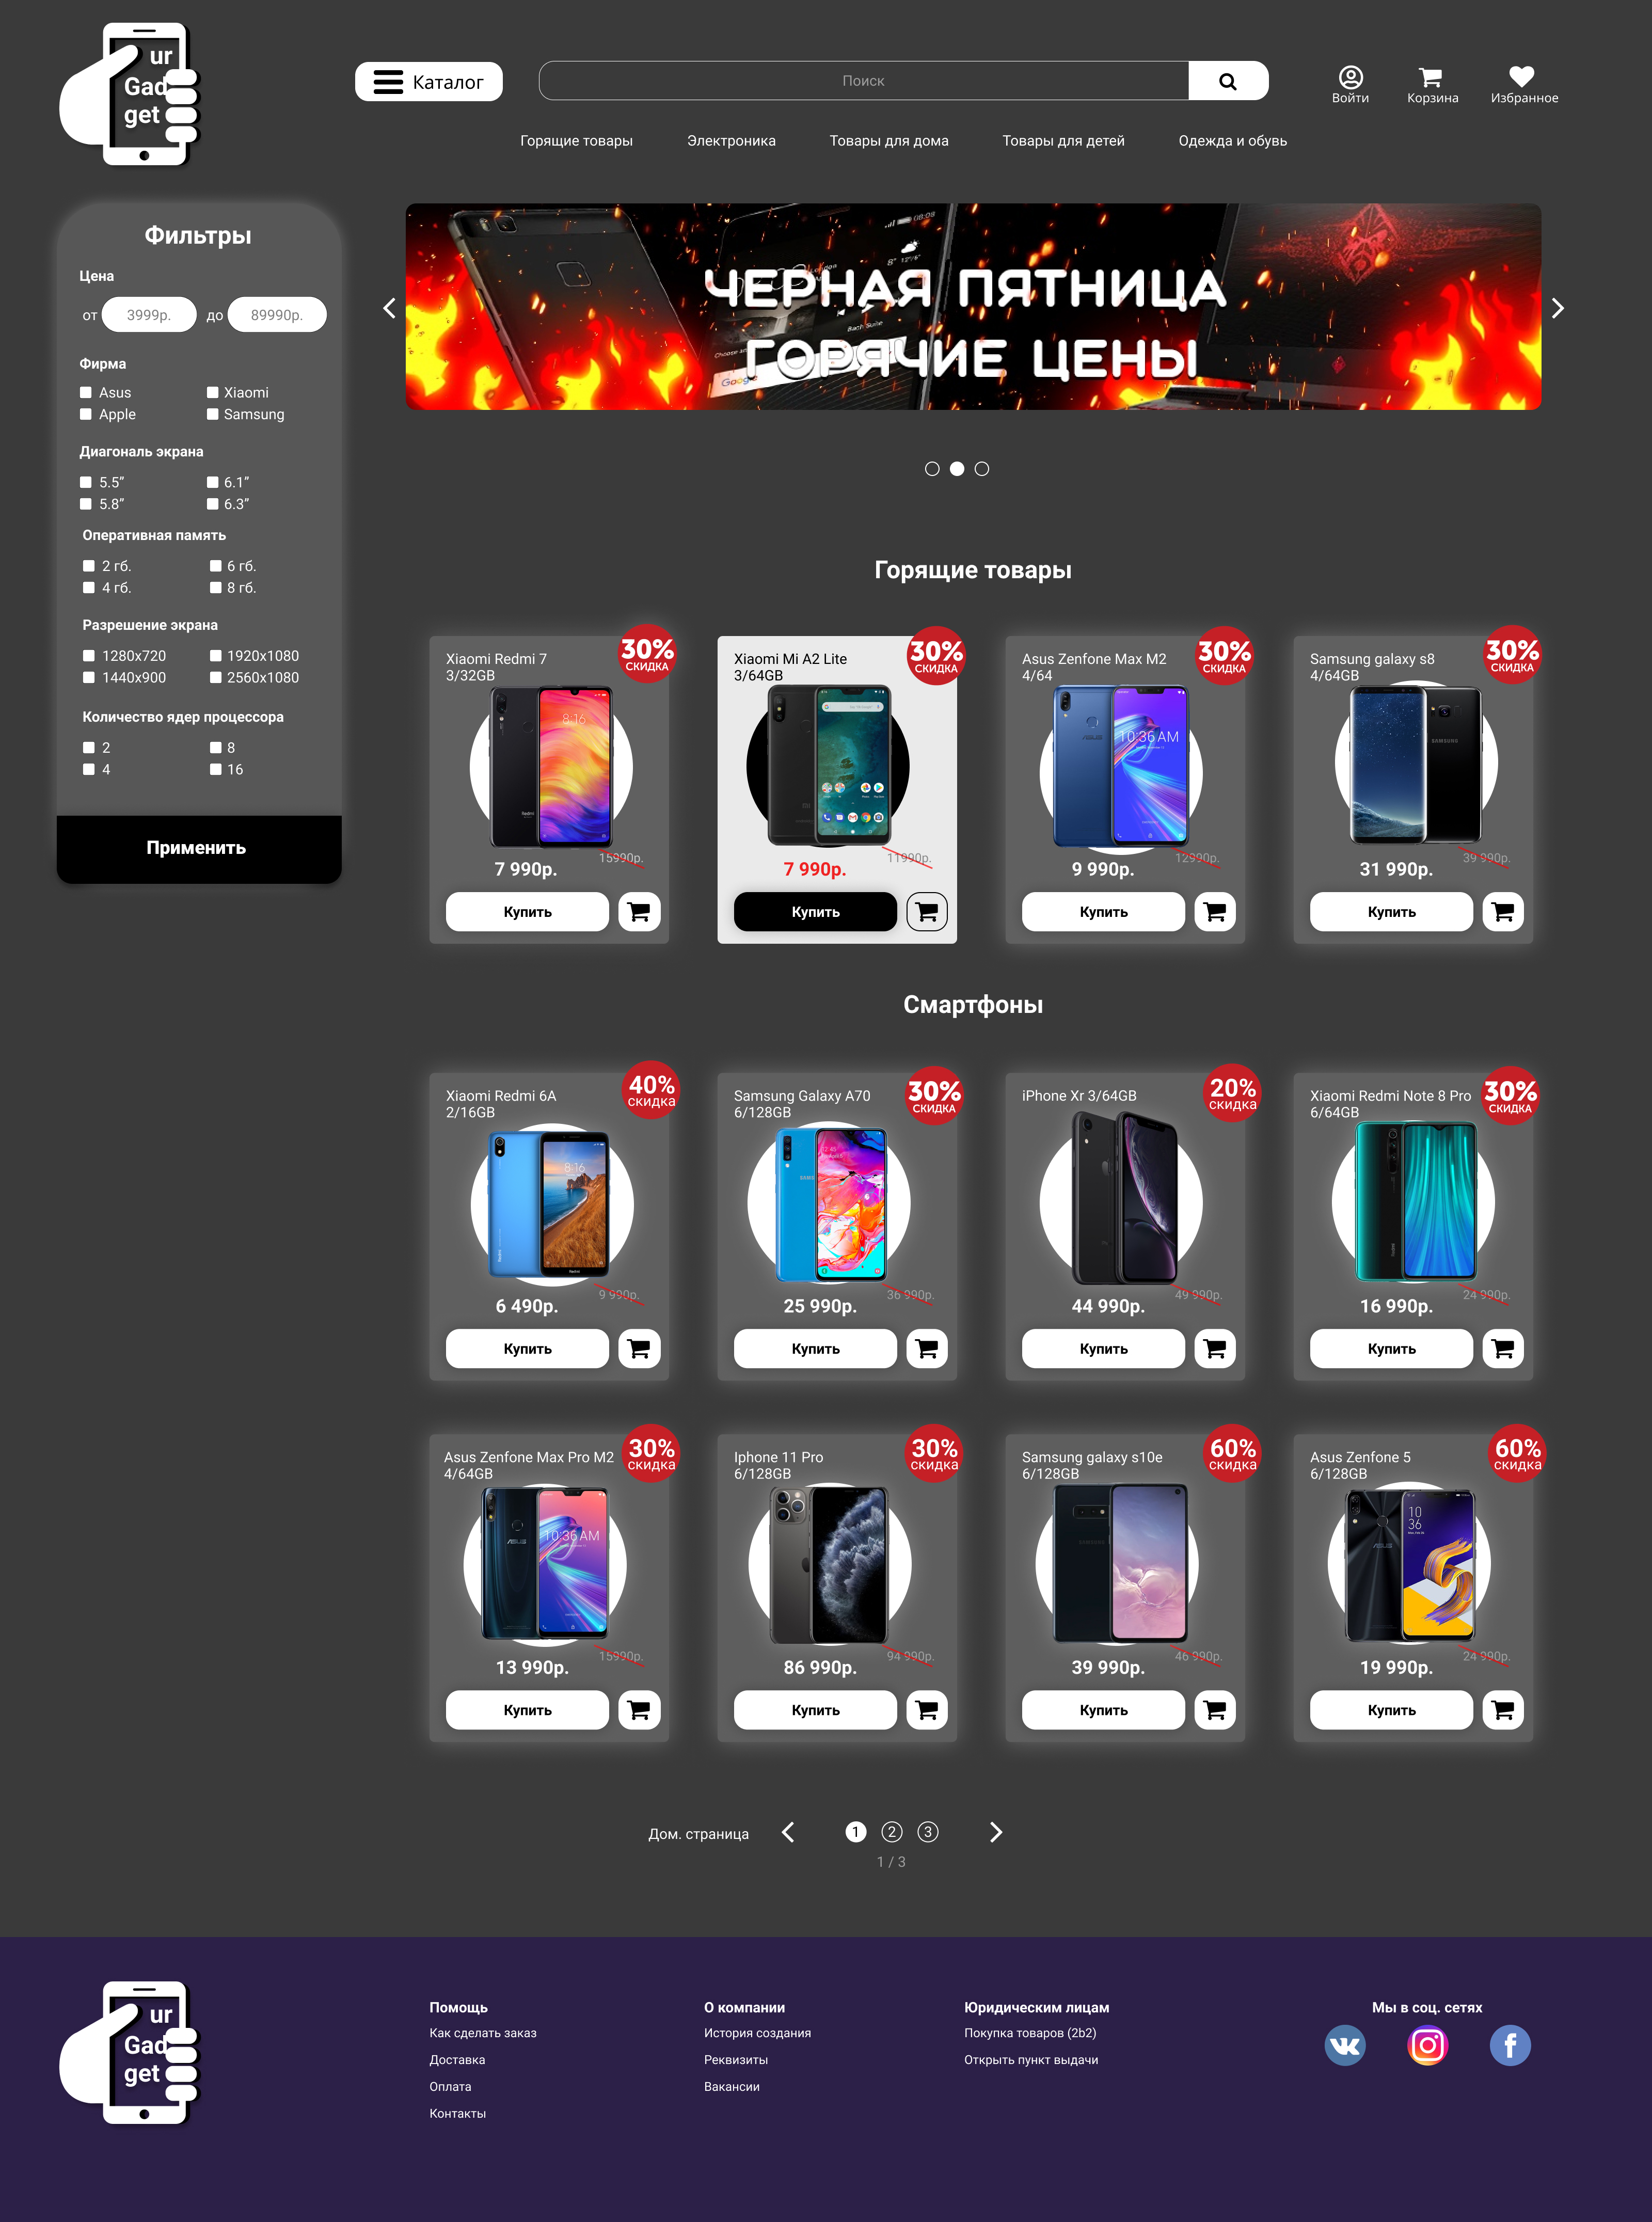 ur
Gad
get
Каталог
Поиск
Войти
Корзина
Избранное
Горящие товары
Электроника
Товары для дома
Товары для детей
Одежда и обувь
Фильтры
Цена
от 3999р. до 89990р.
Фирма
Asus
Xiaomi
Apple
Samsung
Диагональ экрана
5.5”
6.1”
5.8”
6.3”
Оперативная память
2 гб.
6 гб.
4 гб.
8 гб.
Разрешение экрана
1280x720
1920x1080
1440x900
2560x1080
Количество ядер процессора
2
8
4
16
Применить
ЧЕРНАЯ ПЯТНИЦА
ГОРЯЧИЕ ЦЕНЫ
Горящие товары
Xiaomi Redmi 7
3/32GB
30%
СКИДКА
8:16
15990р.
7 990р.
Купить
Xiaomi Mi A2 Lite
3/64GB
30%
СКИДКА
11990р.
7 990р.
Купить
Asus Zenfone Max M2
4/64
30%
СКИДКА
10:36 AM
12990р.
9 990р.
Купить
Samsung galaxy s8
4/64GB
30%
СКИДКА
SAMSUNG
39 990р.
31 990р.
Купить
Смартфоны
Xiaomi Redmi 6A
2/16GB
40%
скидка
8:16
9 990р.
6 490р.
Купить
Samsung Galaxy A70
6/128GB
30%
СКИДКА
36 990р.
25 990р.
Купить
iPhone Xr 3/64GB
20%
скидка
49 990р.
44 990р.
Купить
Xiaomi Redmi Note 8 Pro
6/64GB
30%
СКИДКА
24 990р.
16 990р.
Купить
Asus Zenfone Max Pro M2
4/64GB
30%
скидка
10:36 AM
15990р.
13 990р.
Купить
Iphone 11 Pro
6/128GB
30%
скидка
94 990р.
86 990р.
Купить
Samsung galaxy s10e
6/128GB
60%
скидка
46 990р.
39 990р.
Купить
Asus Zenfone 5
6/128GB
60%
скидка
10
36
24 990р.
19 990р.
Купить
Дом. страница
1 2 3
1 / 3
ur
Gad
get
Помощь
Как сделать заказ
Доставка
Оплата
Контакты
О компании
История создания
Реквизиты
Вакансии
Юридическим лицам
Покупка товаров (2b2)
Открыть пункт выдачи
Мы в соц. сетях